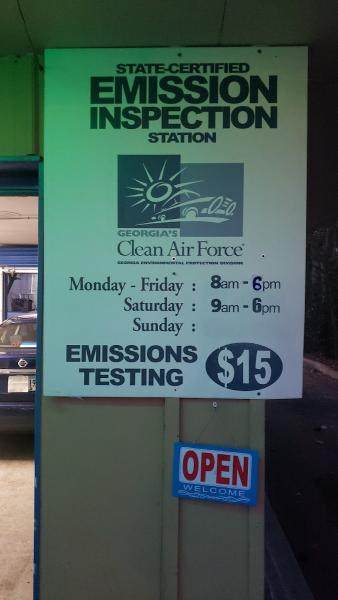 STATE-CERTIFIED
EMISSION
INSPECTION
STATION
GEORGIA'S
Clean Air Force
GEORGIA ENVIRONMENTAL PROTECTION DIVISION
Monday - Friday : 8am - 6pm
Saturday : 9am - 6pm
Sunday :
EMISSIONS
TESTING
$15
OPEN
WELCOME